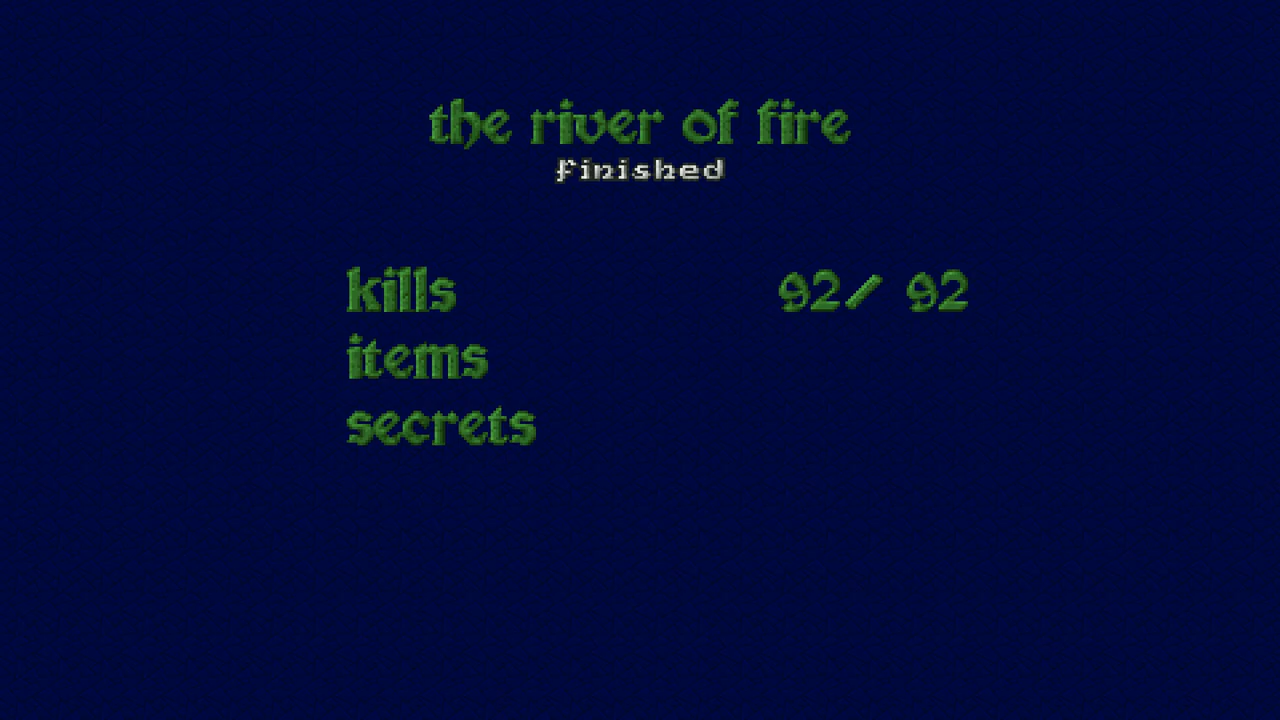 the river of fire
finished
kills 92/ 92
items
secrets